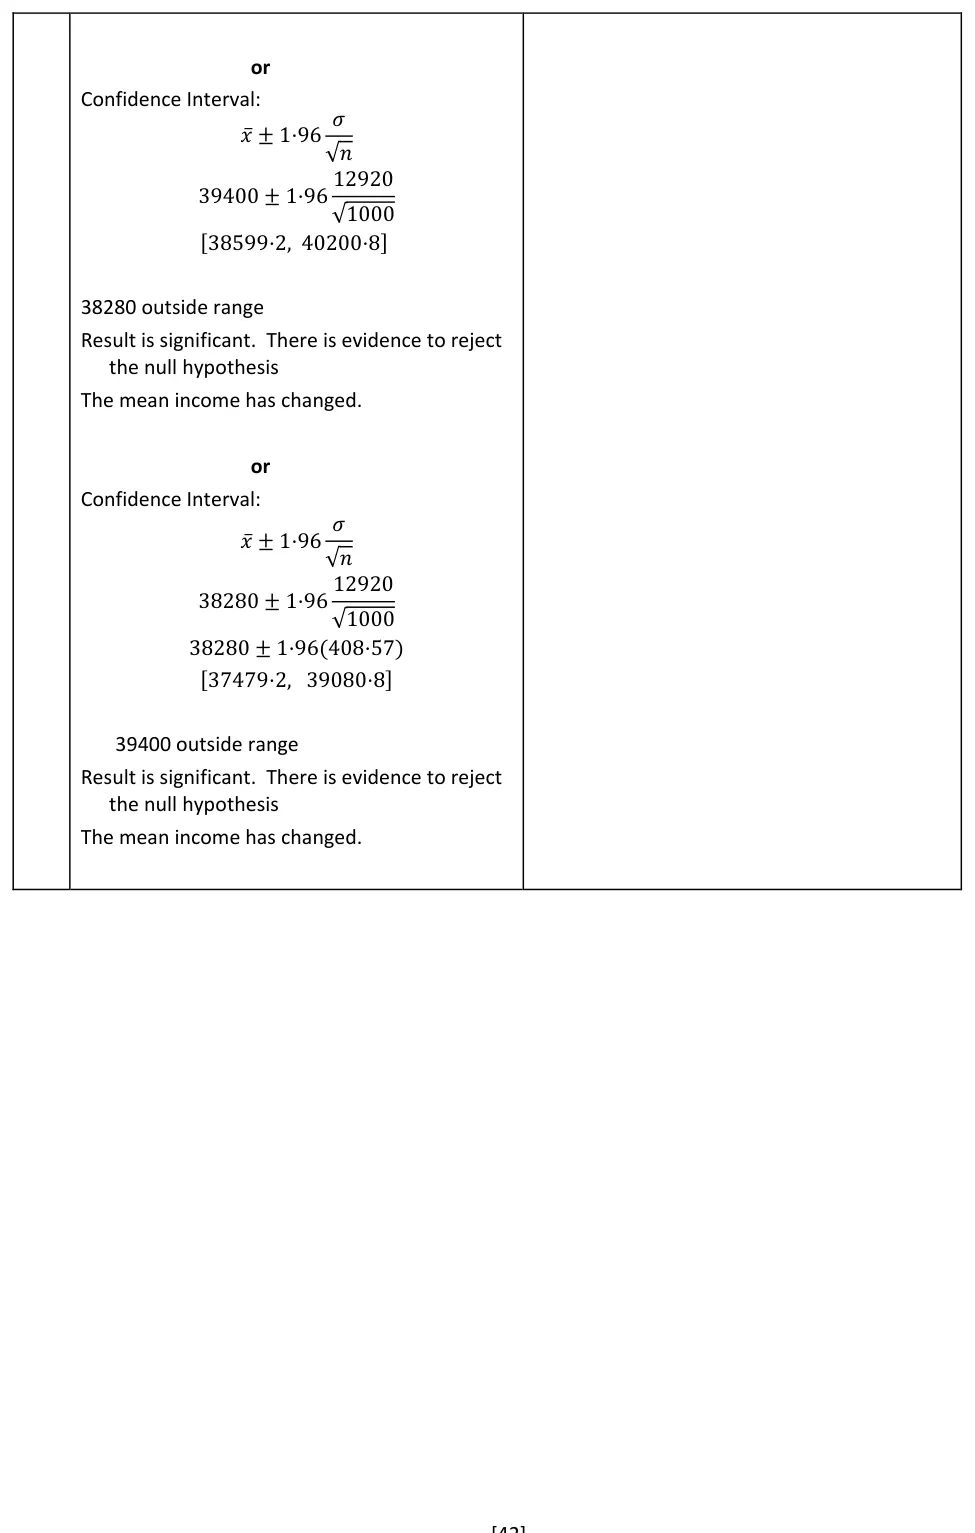 or
Confidence Interval:
x̄ ± 1·96 σ/√n
39400 ± 1·96 12920/√1000
[38599·2, 40200·8]
38280 outside range
Result is significant. There is evidence to reject
the null hypothesis
The mean income has changed.
or
Confidence Interval:
x̄ ± 1·96 σ/√n
38280 ± 1·96 12920/√1000
38280 ± 1·96(408·57)
[37479·2, 39080·8]
39400 outside range
Result is significant. There is evidence to reject
the null hypothesis
The mean income has changed.